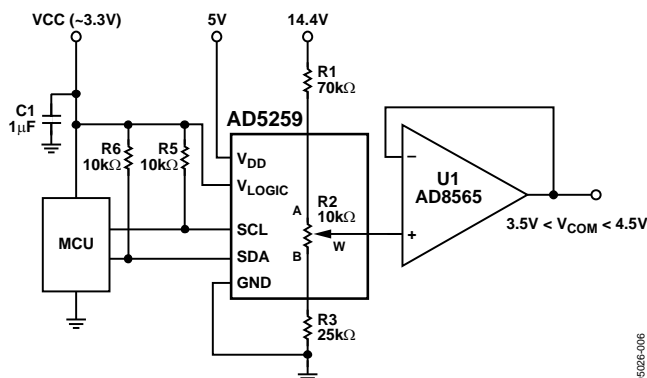 VCC (~3.3V)
5V
14.4V
R1
70kΩ
C1
1μF
AD5259
R6
10kΩ
R5
10kΩ
VDD
VLOGIC
SCL
SDA
GND
MCU
A
R2
10kΩ
W
B
R3
25kΩ
–
U1
AD8565
+
3.5V < VCOM < 4.5V
05026-006